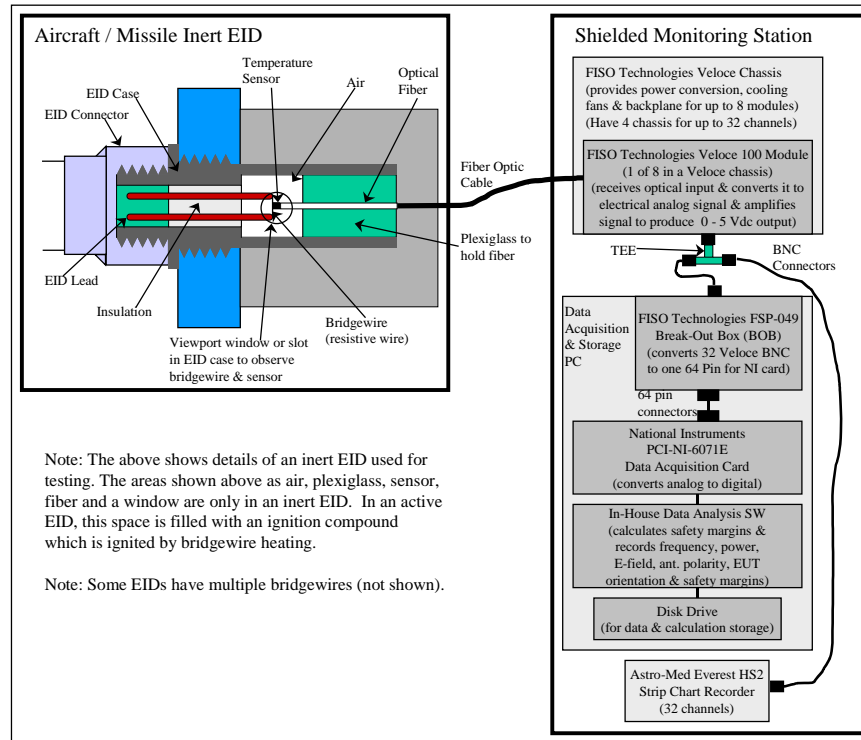 Aircraft / Missile Inert EID
Temperature
Sensor
Air
Optical
Fiber
EID Case
EID Connector
EID Lead
Insulation
Viewport window or slot
in EID case to observe
bridgewire & sensor
Bridgewire
(resistive wire)
Plexiglass to
hold fiber
Fiber Optic
Cable
Note: The above shows details of an inert EID used for
testing. The areas shown above as air, plexiglass, sensor,
fiber and a window are only in an inert EID. In an active
EID, this space is filled with an ignition compound
which is ignited by bridgewire heating.
Note: Some EIDs have multiple bridgewires (not shown).
Shielded Monitoring Station
FISO Technologies Veloce Chassis
(provides power conversion, cooling
fans & backplane for up to 8 modules)
(Have 4 chassis for up to 32 channels)
FISO Technologies Veloce 100 Module
(1 of 8 in a Veloce chassis)
(receives optical input & converts it to
electrical analog signal & amplifies
signal to produce 0 - 5 Vdc output)
TEE
BNC
Connectors
Data
Acquisition
& Storage
PC
FISO Technologies FSP-049
Break-Out Box (BOB)
(converts 32 Veloce BNC
to one 64 Pin for NI card)
64 pin
connectors
National Instruments
PCI-NI-6071E
Data Acquisition Card
(converts analog to digital)
In-House Data Analysis SW
(calculates safety margins &
records frequency, power,
E-field, ant. polarity, EUT
orientation & safety margins)
Disk Drive
(for data & calculation storage)
Astro-Med Everest HS2
Strip Chart Recorder
(32 channels)